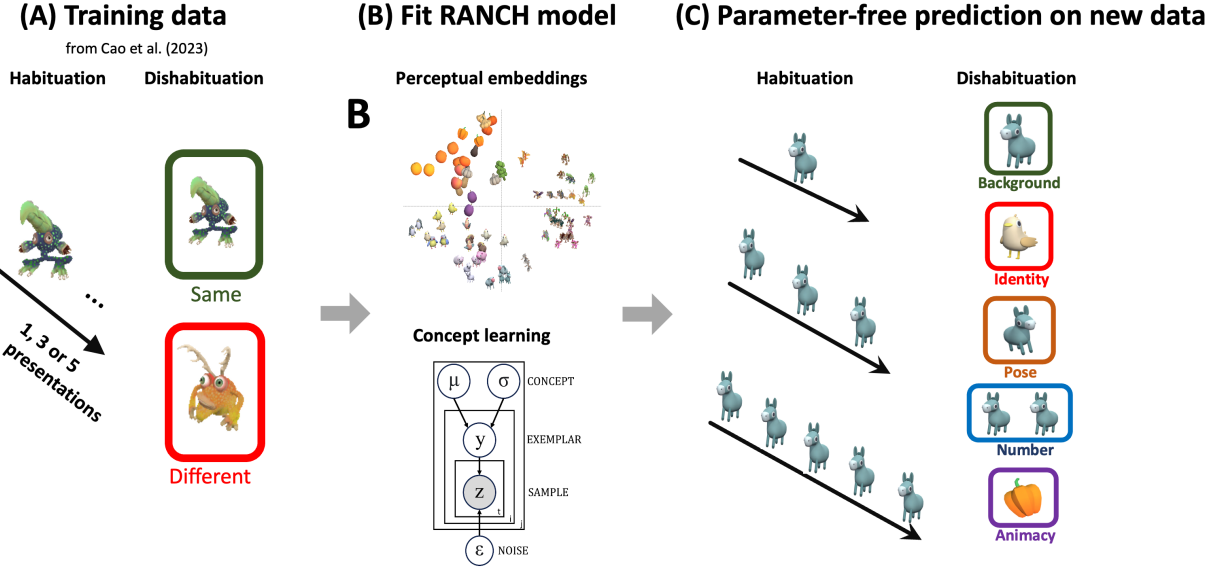 (A) Training data
from Cao et al. (2023)
Habituation
Dishabituation
...
1, 3 or 5
presentations
Same
Different
(B) Fit RANCH model
Perceptual embeddings
B
Concept learning
μ
σ
CONCEPT
y
EXEMPLAR
z
SAMPLE
t
i
j
ε
NOISE
(C) Parameter-free prediction on new data
Habituation
Dishabituation
Background
Identity
Pose
Number
Animacy